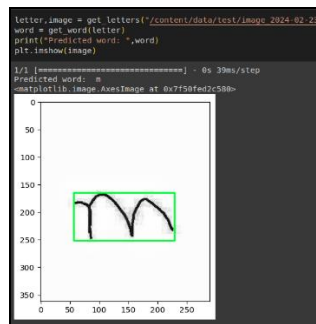 letter,image = get_letters("/content/data/test/image_2024-02-2
word = get_word(letter)
print("Predicted word: ",word)
plt.imshow(image)
1/1 [==============================] - 0s 39ms/step
Predicted word:  m
<matplotlib.image.AxesImage at 0x7f50fed2c580>
0
50
100
150
200
250
300
350
m
0 50 100 150 200 250